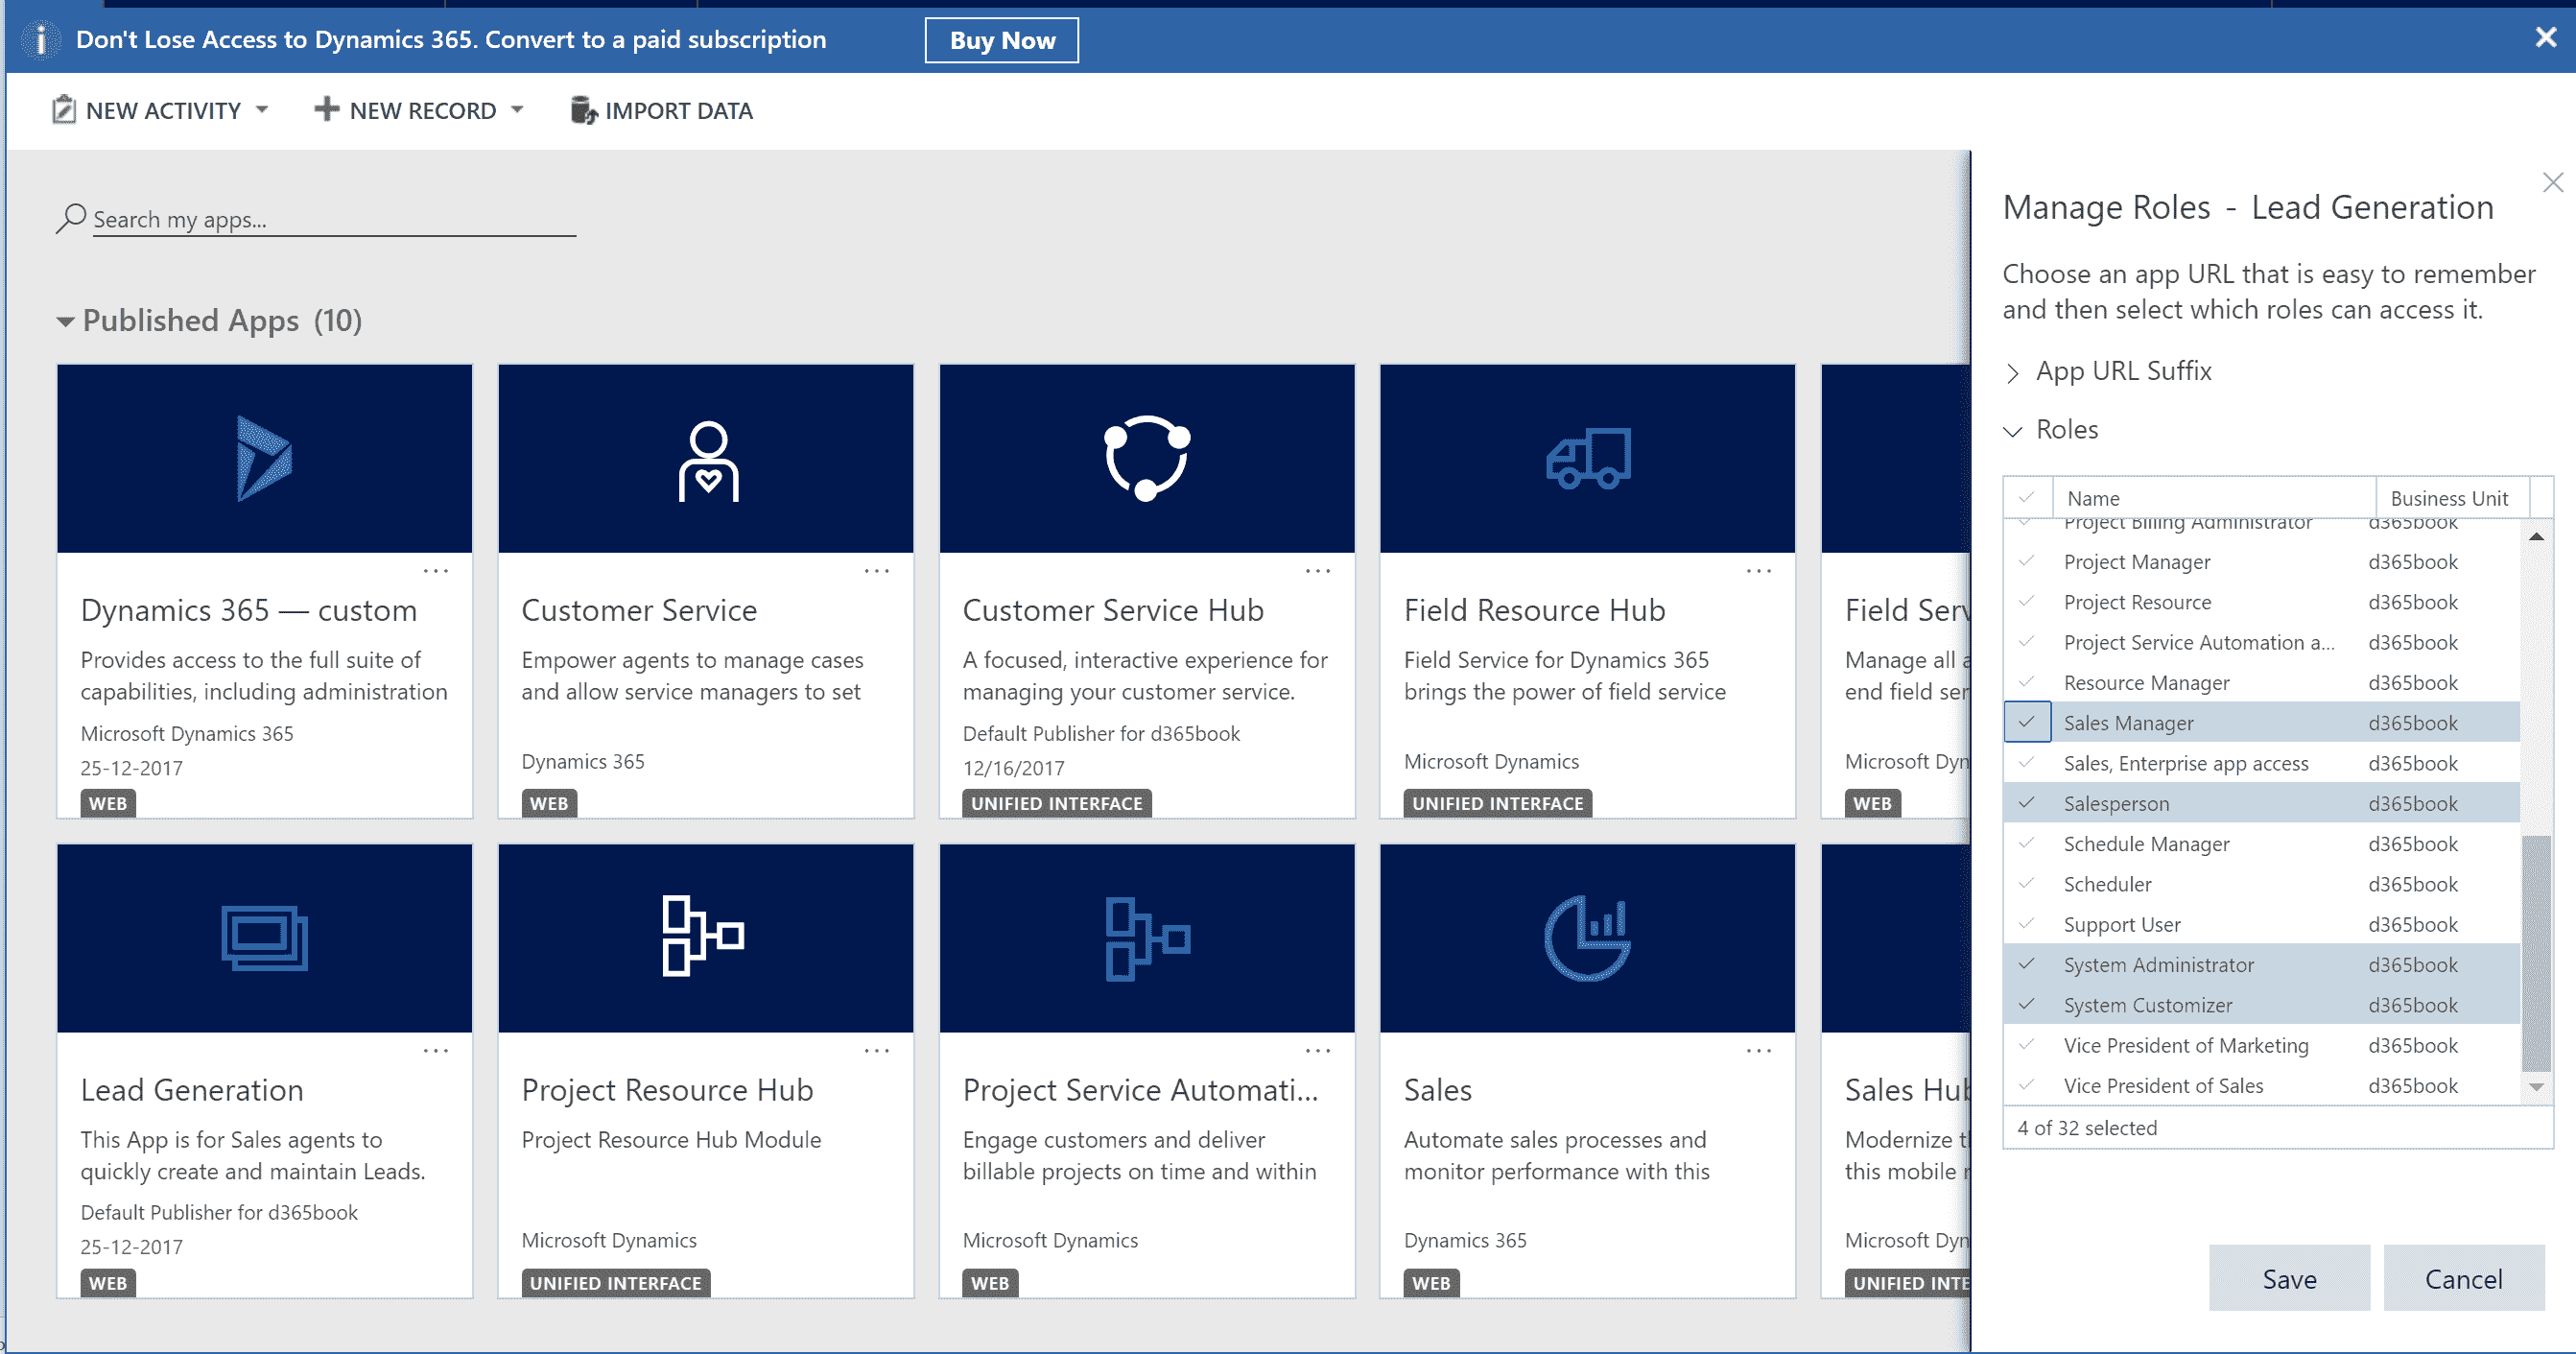 Don't Lose Access to Dynamics 365. Convert to a paid subscription
Buy Now
NEW ACTIVITY
NEW RECORD
IMPORT DATA
Search my apps...
Published Apps (10)
Dynamics 365 — custom
Provides access to the full suite of
capabilities, including administration
Microsoft Dynamics 365
25-12-2017
WEB
Customer Service
Empower agents to manage cases
and allow service managers to set
Dynamics 365
WEB
Customer Service Hub
A focused, interactive experience for
managing your customer service.
Default Publisher for d365book
12/16/2017
UNIFIED INTERFACE
Field Resource Hub
Field Service for Dynamics 365
brings the power of field service
Microsoft Dynamics
UNIFIED INTERFACE
Field Serv
Manage all a
end field ser
Microsoft Dyn
WEB
Lead Generation
This App is for Sales agents to
quickly create and maintain Leads.
Default Publisher for d365book
25-12-2017
WEB
Project Resource Hub
Project Resource Hub Module
Microsoft Dynamics
UNIFIED INTERFACE
Project Service Automati...
Engage customers and deliver
billable projects on time and within
Microsoft Dynamics
WEB
Sales
Automate sales processes and
monitor performance with this
Dynamics 365
WEB
Sales Hub
Modernize t
this mobile r
Microsoft Dyn
UNIFIED INTE
Manage Roles - Lead Generation
Choose an app URL that is easy to remember
and then select which roles can access it.
App URL Suffix
Roles
Name Business Unit
Project Billing Administrator d365book
Project Manager d365book
Project Resource d365book
Project Service Automation a... d365book
Resource Manager d365book
Sales Manager d365book
Sales, Enterprise app access d365book
Salesperson d365book
Schedule Manager d365book
Scheduler d365book
Support User d365book
System Administrator d365book
System Customizer d365book
Vice President of Marketing d365book
Vice President of Sales d365book
4 of 32 selected
Save
Cancel